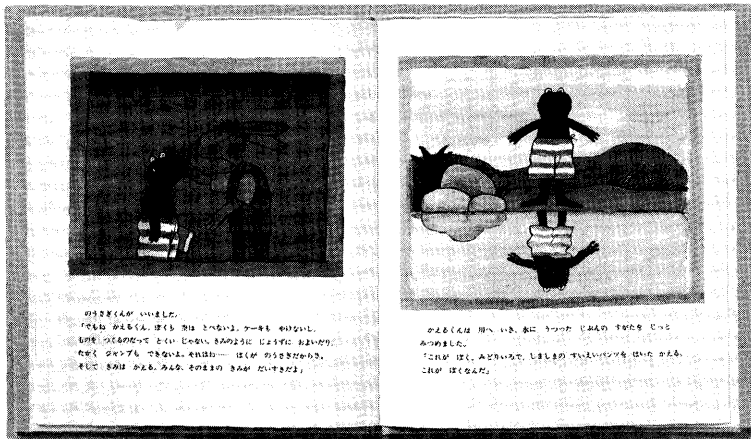 のうさぎくんが いいました。
「でもね かえるくん、ぼくも 空は とべないよ。ケーキも やけないし、
ものを つくるのだって とくい じゃない。きみのように じょうずに およいだり、
たかく ジャンプも できないよ。それはね…… ぼくが のうさぎだからさ。
そして きみは かえる。みんな、そのままの きみが だいすきだよ」
かえるくんは 川へ いき、水に うつった じぶんの すがたを じっと
みつめました。
「これが ぼく。みどりいろで、しましまの すいえいパンツを はいた かえる。
これが ぼくなんだ」